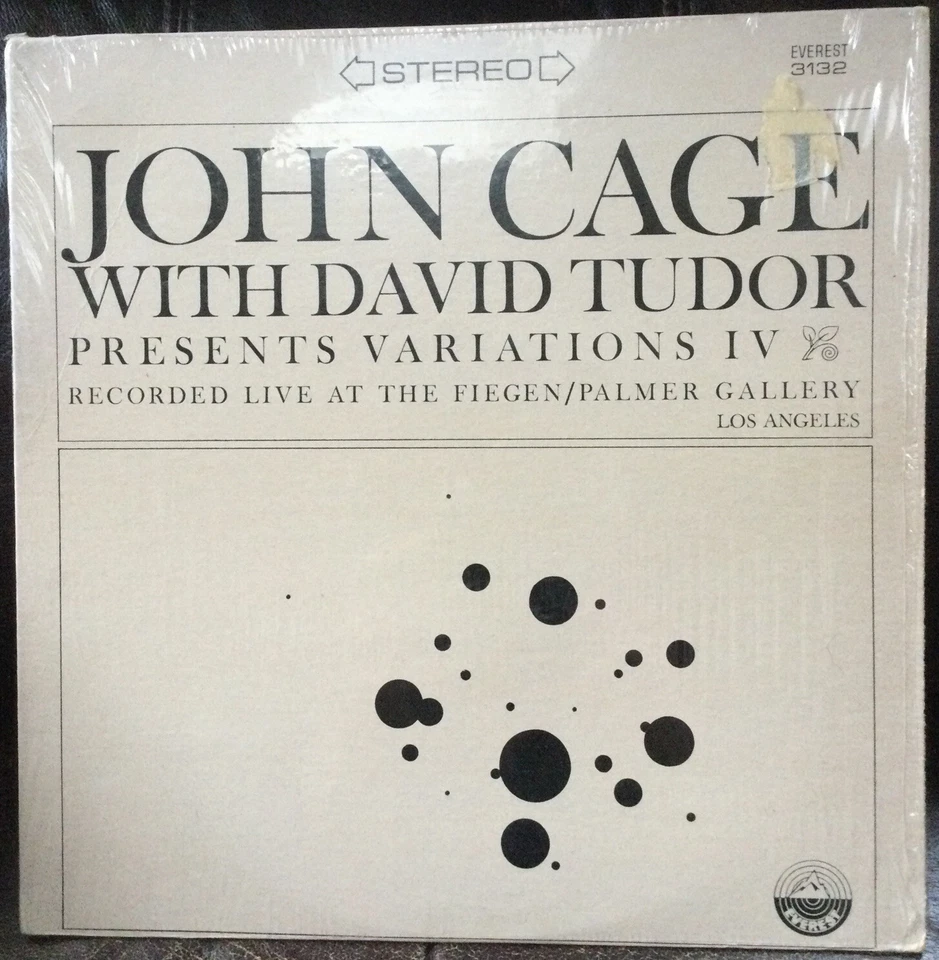 STEREO
EVEREST
3132
JOHN CAGE
WITH DAVID TUDOR
PRESENTS VARIATIONS IV
RECORDED LIVE AT THE FIEGEN/PALMER GALLERY
LOS ANGELES
EVEREST